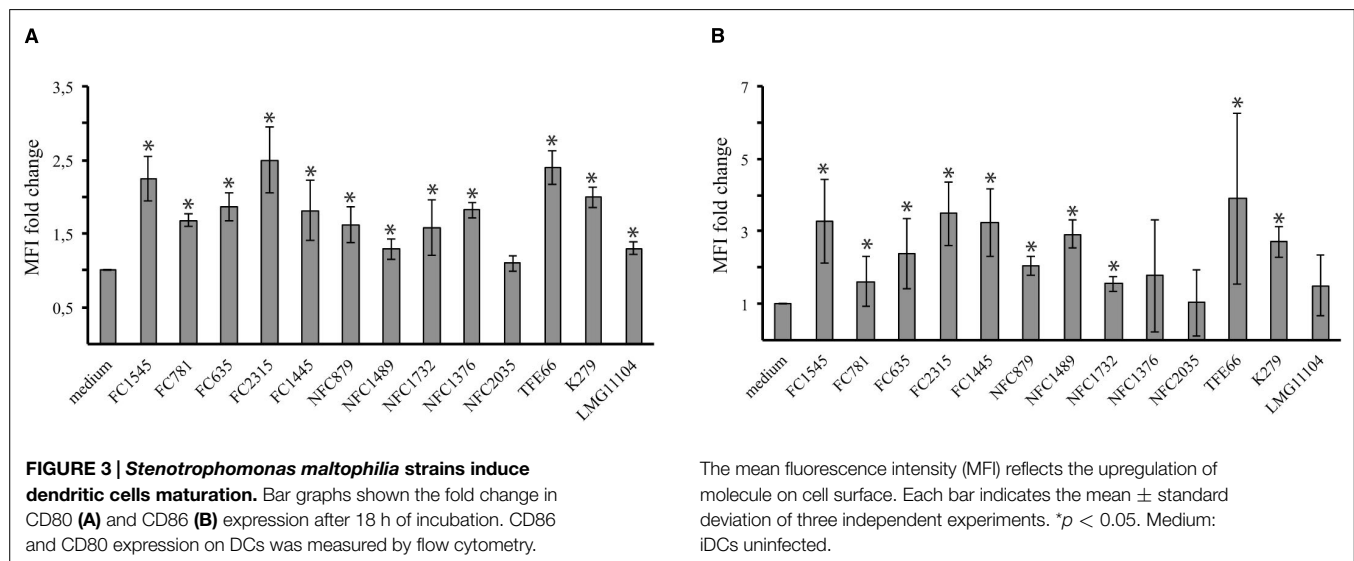 A
MFI fold change
3,5
2,5
1,5
0,5
* * * * * * * * * * * *
medium FC1545 FC781 FC635 FC2315 FC1445 NFC879 NFC1489 NFC1732 NFC1376 NFC2035 TFE66 K279 LMG11104
B
MFI fold change
7
5
3
1
* * * * * * * * * *
medium FC1545 FC781 FC635 FC2315 FC1445 NFC879 NFC1489 NFC1732 NFC1376 NFC2035 TFE66 K279 LMG11104
FIGURE 3 | Stenotrophomonas maltophilia strains induce
dendritic cells maturation. Bar graphs shown the fold change in
CD80 (A) and CD86 (B) expression after 18 h of incubation. CD86
and CD80 expression on DCs was measured by flow cytometry.
The mean fluorescence intensity (MFI) reflects the upregulation of
molecule on cell surface. Each bar indicates the mean ± standard
deviation of three independent experiments. *p < 0.05. Medium:
iDCs uninfected.